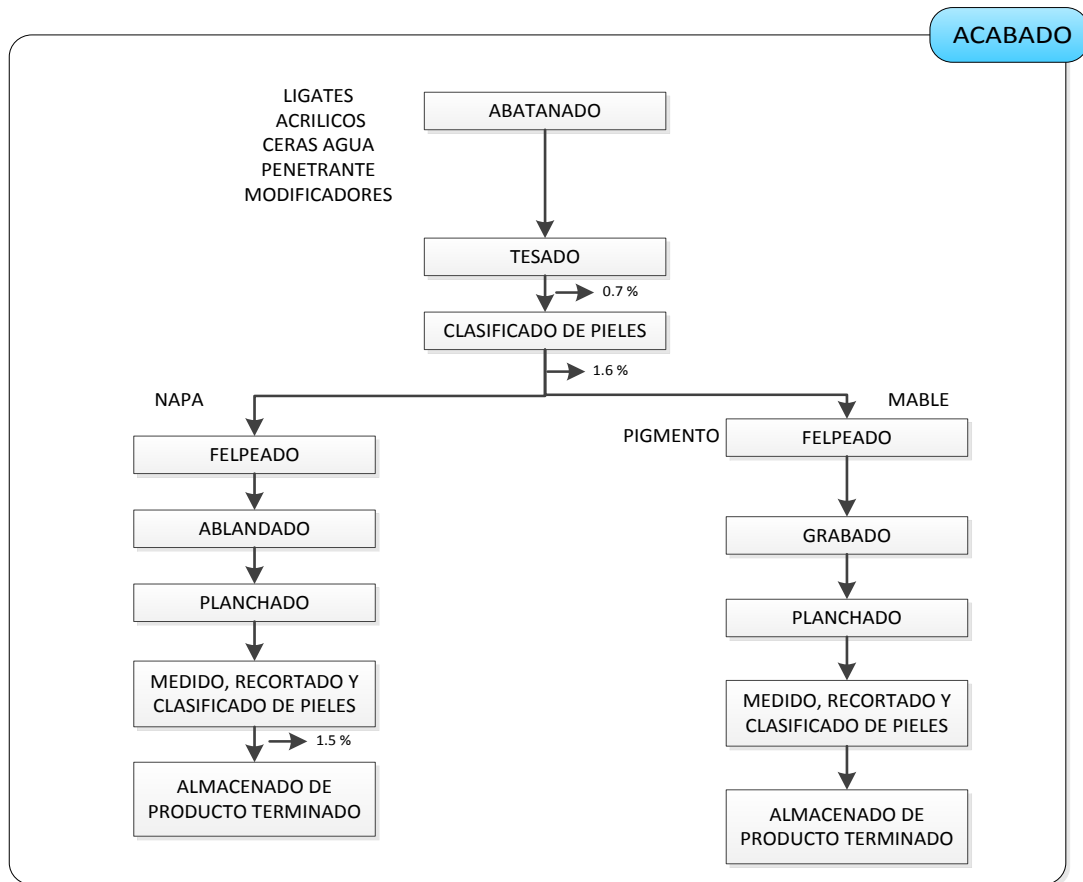 ACABADO
LIGATES
ACRILICOS
CERAS AGUA
PENETRANTE
MODIFICADORES
ABATANADO
TESADO
0.7 %
CLASIFICADO DE PIELES
1.6 %
NAPA
FELPEADO
ABLANDADO
PLANCHADO
MEDIDO, RECORTADO Y
CLASIFICADO DE PIELES
1.5 %
ALMACENADO DE
PRODUCTO TERMINADO
MABLE
PIGMENTO
FELPEADO
GRABADO
PLANCHADO
MEDIDO, RECORTADO Y
CLASIFICADO DE PIELES
ALMACENADO DE
PRODUCTO TERMINADO